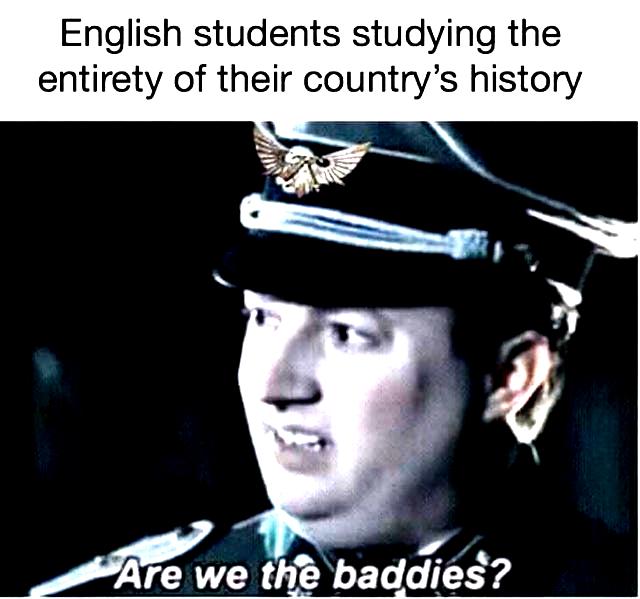 English students studying the
entirety of their country’s history
Are we the baddies?